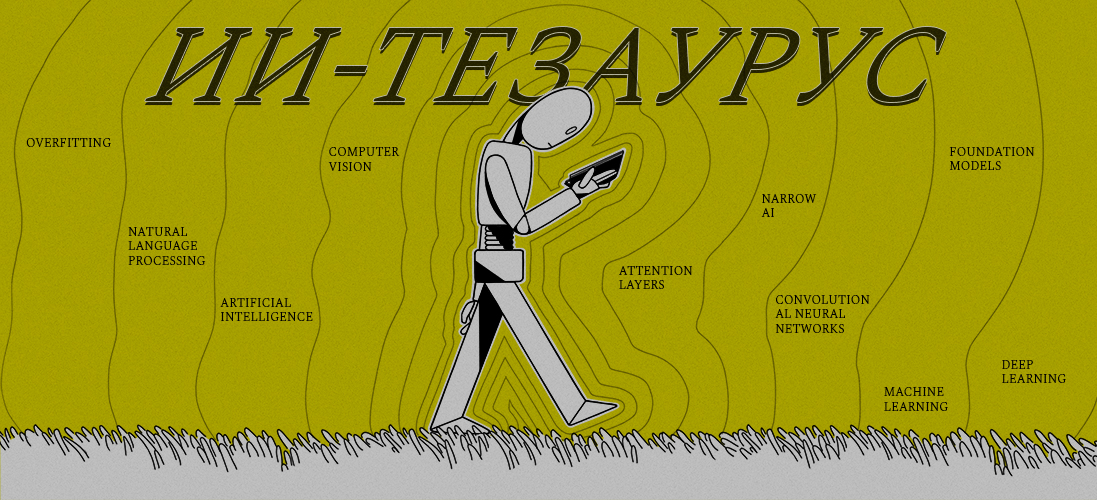 ИИ-ТЕЗАУРУС
OVERFITTING
COMPUTER
VISION
FOUNDATION
MODELS
NARROW
AI
NATURAL
LANGUAGE
PROCESSING
ATTENTION
LAYERS
ARTIFICIAL
INTELLIGENCE
CONVOLUTION
AL NEURAL
NETWORKS
DEEP
LEARNING
MACHINE
LEARNING